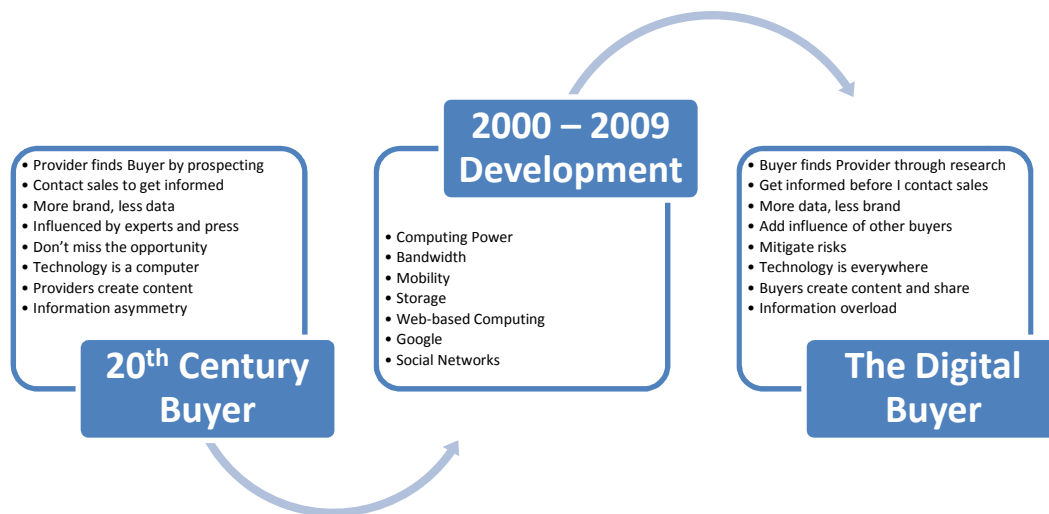 • Provider finds Buyer by prospecting
• Contact sales to get informed
• More brand, less data
• Influenced by experts and press
• Don’t miss the opportunity
• Technology is a computer
• Providers create content
• Information asymmetry
20th Century
Buyer
2000 – 2009
Development
• Computing Power
• Bandwidth
• Mobility
• Storage
• Web-based Computing
• Google
• Social Networks
• Buyer finds Provider through research
• Get informed before I contact sales
• More data, less brand
• Add influence of other buyers
• Mitigate risks
• Technology is everywhere
• Buyers create content and share
• Information overload
The Digital
Buyer